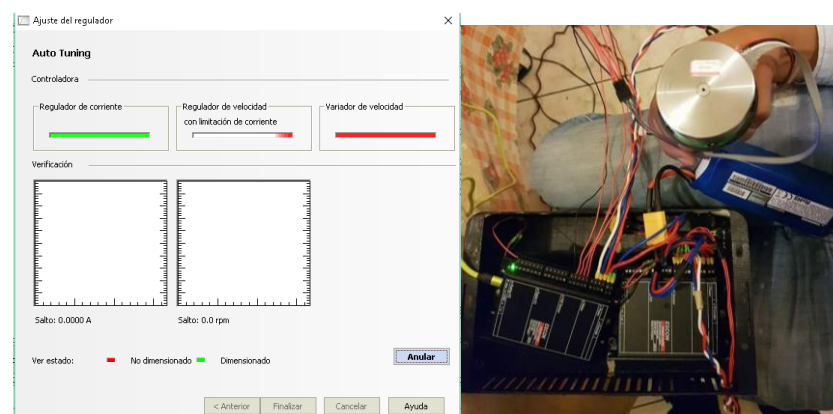 Ajuste del regulador
Auto Tuning
Controladora
Regulador de corriente
Regulador de velocidad
con limitación de corriente
Variador de velocidad
Verificación
Salto: 0.0000 A
Salto: 0.0 rpm
Ver estado:
No dimensionado
Dimensionado
Anular
< Anterior
Finalizar
Cancelar
Ayuda